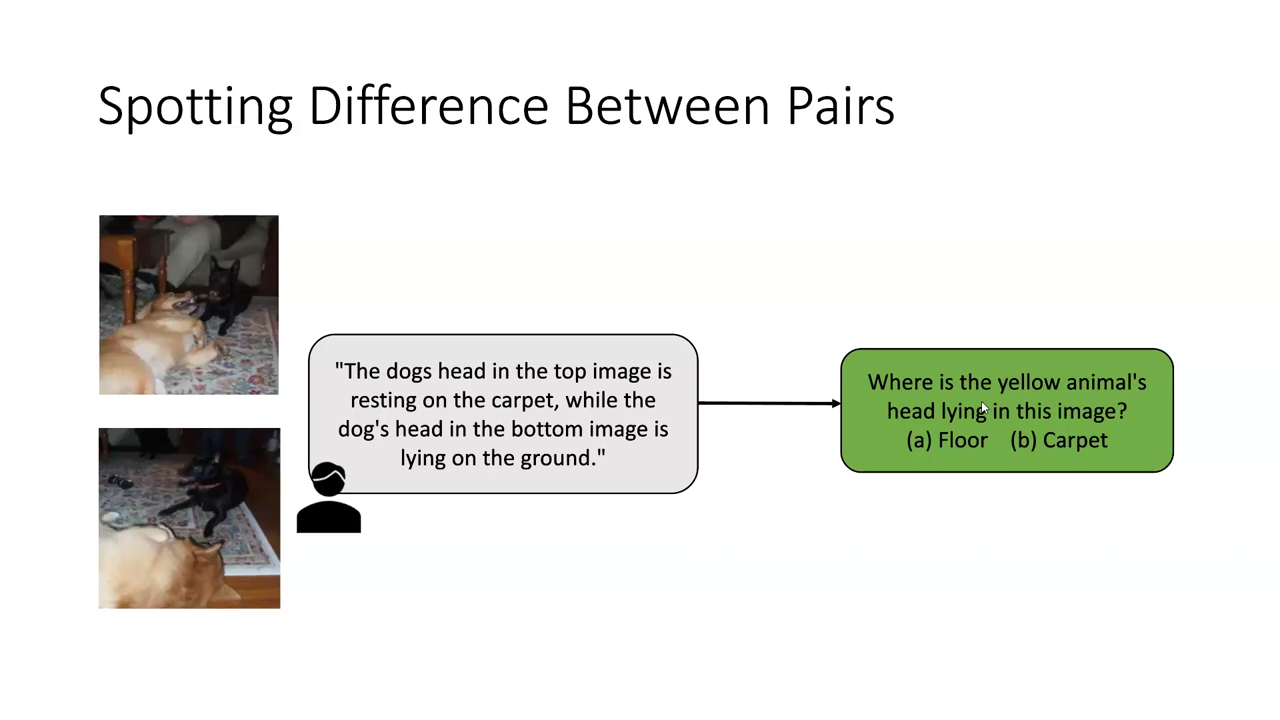 Spotting Difference Between Pairs
"The dogs head in the top image is
resting on the carpet, while the
dog's head in the bottom image is
lying on the ground."
Where is the yellow animal's
head lying in this image?
(a) Floor (b) Carpet